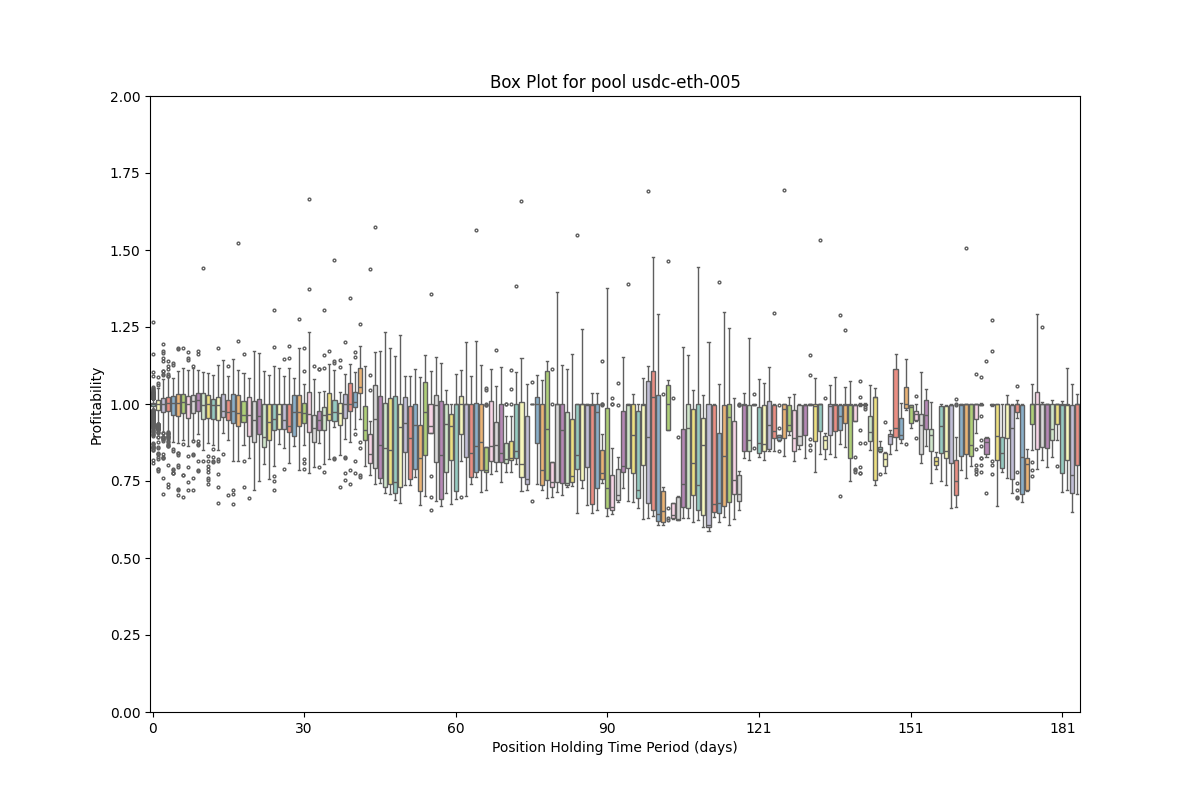 Box Plot for pool usdc-eth-005
2.00
1.75
1.50
1.25
1.00
0.75
0.50
0.25
0.00
Profitability
0 30 60 90 121 151 181
Position Holding Time Period (days)